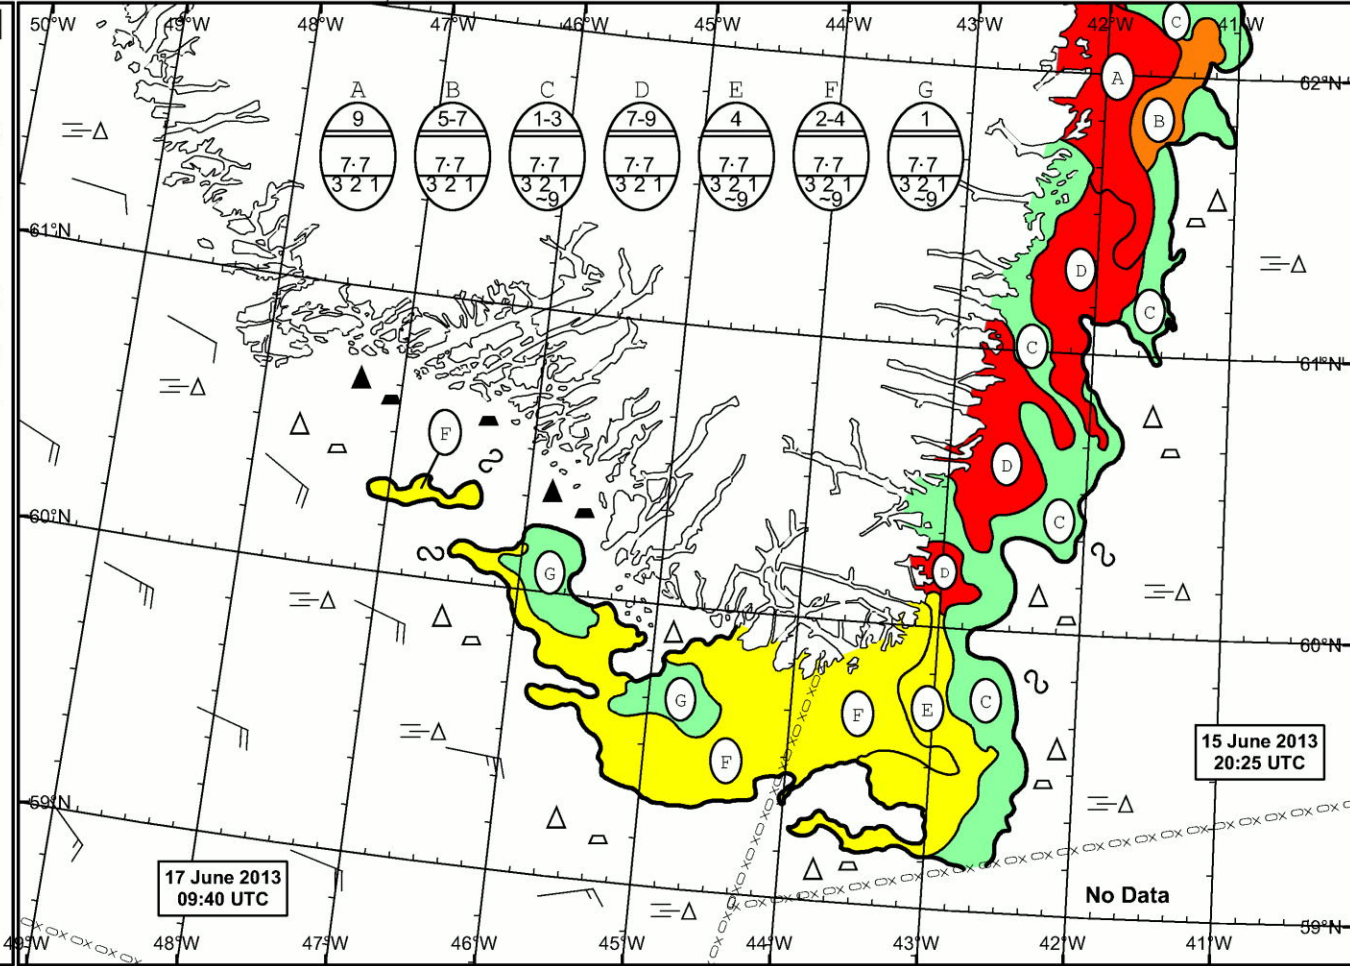 50°W 49°W 48°W 47°W 46°W 45°W 44°W 43°W 42°W 41°W
C
A
62°N
A B C D E F G
9 5-7 1-3 7-9 4 2-4 1
7·7 7·7 7·7 7·7 7·7 7·7 7·7
3 2 1 3 2 1 3 2 1 3 2 1 3 2 1 3 2 1 3 2 1
~9 ~9 ~9 ~9 ~9
B
61°N
D
C
C
61°N
F
D
60°N
C
G
D
60°N
G
F
E
C
F
15 June 2013
20:25 UTC
59°N
17 June 2013
09:40 UTC
No Data
59°N
49°W 48°W 47°W 46°W 45°W 44°W 43°W 42°W 41°W